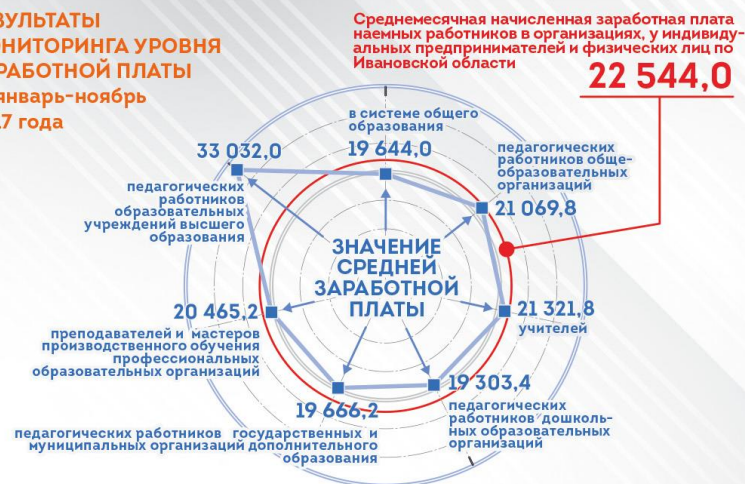 ЗУЛЬТАТЫ
НИТОРИНГА УРОВНЯ
РАБОТНОЙ ПЛАТЫ
январь-ноябрь
7 года
Среднемесячная начисленная заработная плата
наемных работников в организациях, у индивиду-
альных предпринимателей и физических лиц по
Ивановской области
22 544,0
в системе общего
образования
19 644,0
педагогических
работников обще-
образовательных
организаций
21 069,8
33 032,0
педагогических
работников
образовательных
учреждений высшего
образования
ЗНАЧЕНИЕ
СРЕДНЕЙ
ЗАРАБОТНОЙ
ПЛАТЫ
20 465,2
преподавателей и мастеров
производственного обучения
профессиональных
образовательных организаций
21 321,8
учителей
19 666,2
педагогических работников государственных и
муниципальных организаций дополнительного
образования
19 303,4
педагогических
работников дошколь-
ных образовательных
организаций